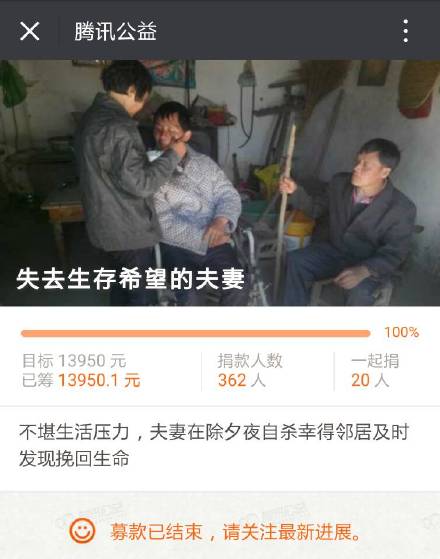 腾讯公益
失去生存希望的夫妻
100%
目标 13950 元
捐款人数
一起捐
已筹 13950.1 元
362 人
20 人
不堪生活压力，夫妻在除夕夜自杀幸得邻居及时
发现挽回生命
募款已结束，请关注最新进展。